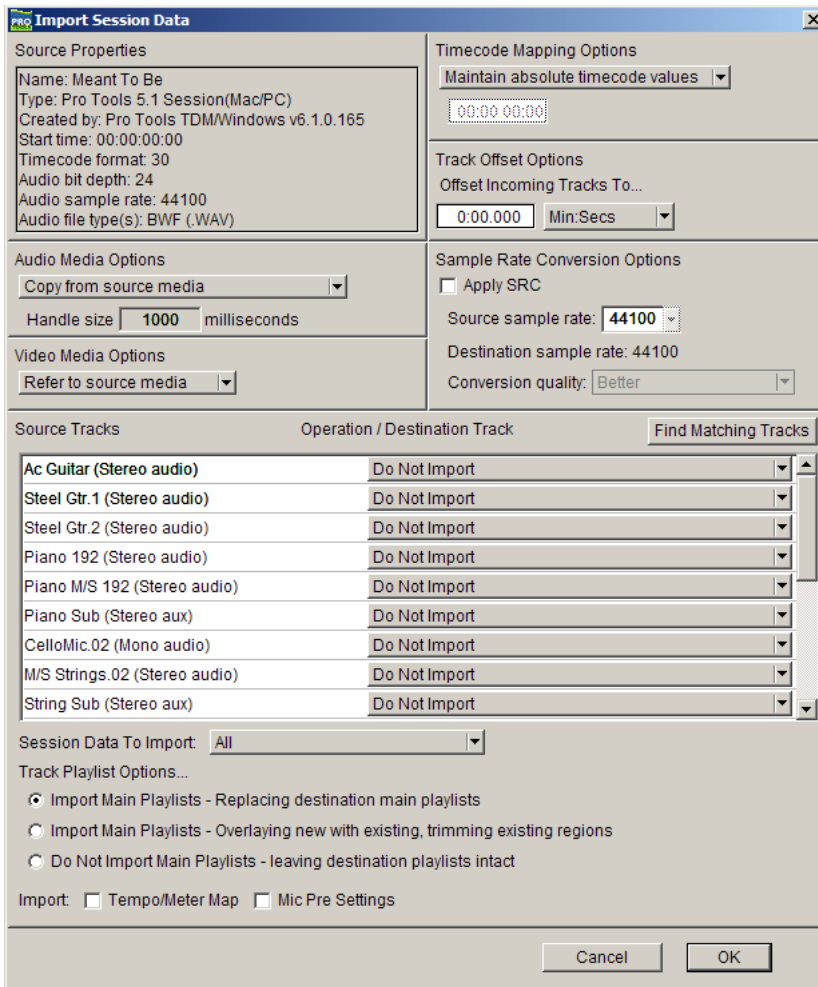 PRO TOOLS Import Session Data
Source Properties
Name: Meant To Be
Type: Pro Tools 5.1 Session(Mac/PC)
Created by: Pro Tools TDM/Windows v6.1.0.165
Start time: 00:00:00:00
Timecode format: 30
Audio bit depth: 24
Audio sample rate: 44100
Audio file type(s): BWF (.WAV)
Timecode Mapping Options
Maintain absolute timecode values
00:00 00:00
Track Offset Options
Offset Incoming Tracks To...
0:00.000 Min:Secs
Audio Media Options
Copy from source media
Handle size 1000 milliseconds
Video Media Options
Refer to source media
Sample Rate Conversion Options
Apply SRC
Source sample rate: 44100
Destination sample rate: 44100
Conversion quality: Better
Source Tracks Operation / Destination Track Find Matching Tracks
Ac Guitar (Stereo audio) Do Not Import
Steel Gtr.1 (Stereo audio) Do Not Import
Steel Gtr.2 (Stereo audio) Do Not Import
Piano 192 (Stereo audio) Do Not Import
Piano M/S 192 (Stereo audio) Do Not Import
Piano Sub (Stereo aux) Do Not Import
CelloMic.02 (Mono audio) Do Not Import
M/S Strings.02 (Stereo audio) Do Not Import
String Sub (Stereo aux) Do Not Import
Session Data To Import: All
Track Playlist Options...
Import Main Playlists - Replacing destination main playlists
Import Main Playlists - Overlaying new with existing, trimming existing regions
Do Not Import Main Playlists - leaving destination playlists intact
Import: Tempo/Meter Map Mic Pre Settings
Cancel OK